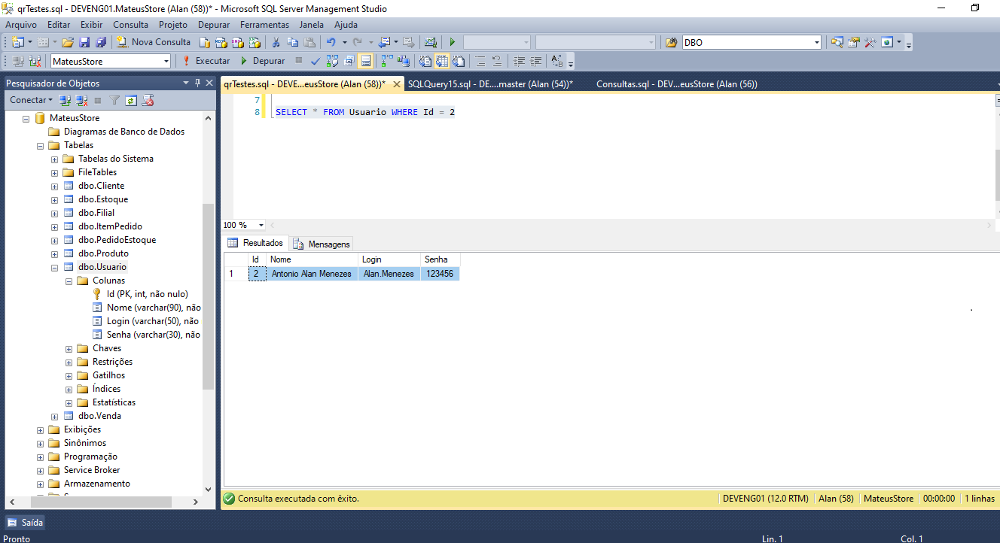 qrTestes.sql - DEVENG01.MateusStore (Alan (58))* - Microsoft SQL Server Management Studio
Arquivo Editar Exibir Consulta Projeto Depurar Ferramentas Janela Ajuda
Nova Consulta DBO
MateusStore Executar Depurar
Pesquisador de Objetos
Conectar
MateusStore
Diagramas de Banco de Dados
Tabelas
Tabelas do Sistema
FileTables
dbo.Cliente
dbo.Estoque
dbo.Filial
dbo.ItemPedido
dbo.PedidoEstoque
dbo.Produto
dbo.Usuario
Colunas
Id (PK, int, não nulo)
Nome (varchar(90), não
Login (varchar(50), não
Senha (varchar(30), não
Chaves
Restrições
Gatilhos
Índices
Estatísticas
dbo.Venda
Exibições
Sinônimos
Programação
Service Broker
Armazenamento
qrTestes.sql - DEVE...eusStore (Alan (58))* SQLQuery15.sql - DE....master (Alan (54))* Consultas.sql - DEV...eusStore (Alan (56))
7
8 SELECT * FROM Usuario WHERE Id = 2
100 %
Resultados Mensagens
Id Nome Login Senha
1 2 Antonio Alan Menezes Alan.Menezes 123456
Consulta executada com êxito. DEVENG01 (12.0 RTM) Alan (58) MateusStore 00:00:00 1 linhas
Saída
Pronto Lin. 1 Col. 1